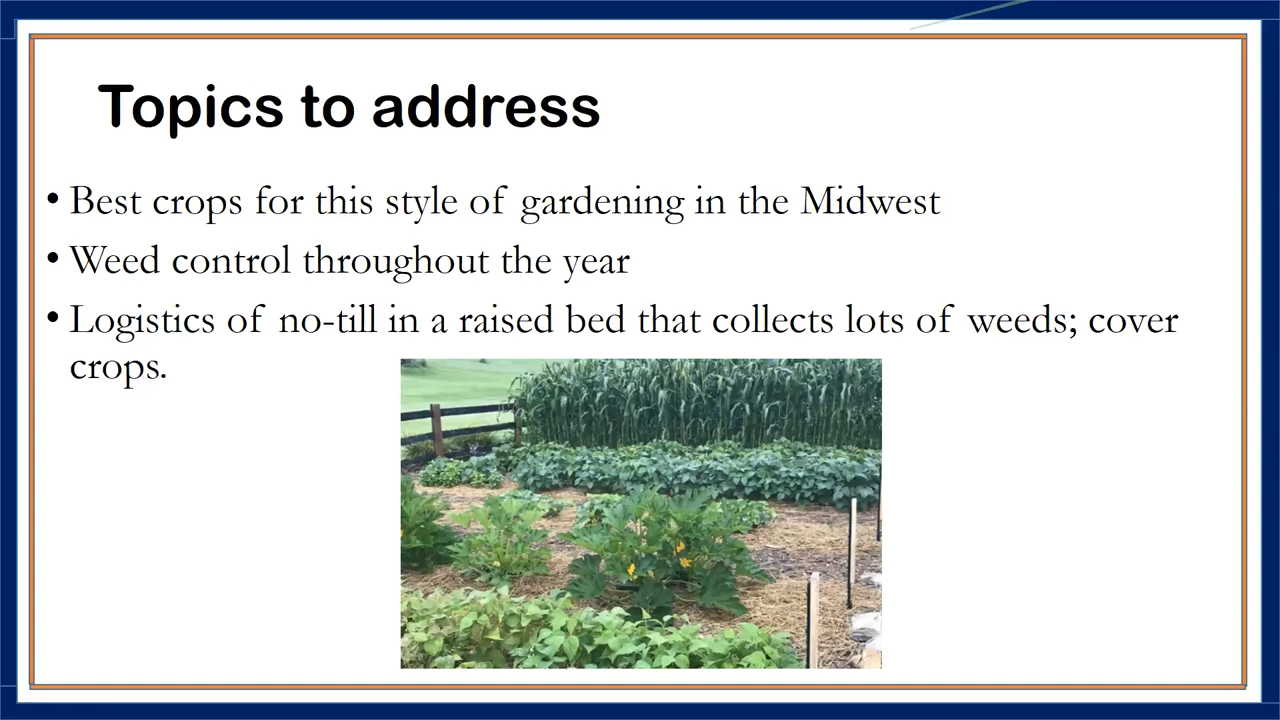 Topics to address
• Best crops for this style of gardening in the Midwest
• Weed control throughout the year
• Logistics of no-till in a raised bed that collects lots of weeds; cover
crops.